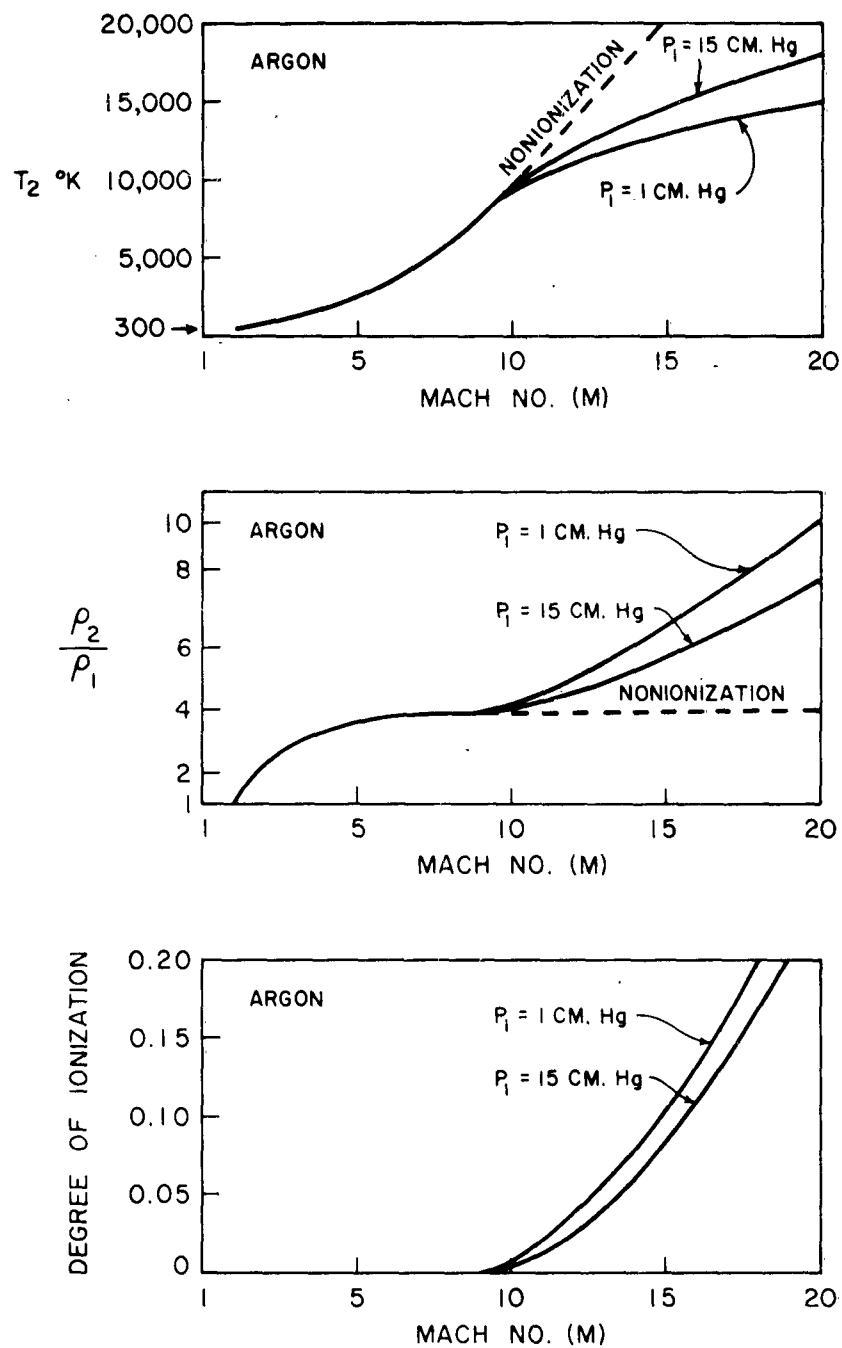 20,000
15,000
10,000
5,000
300
T₂ °K
ARGON
NONIONIZATION
P₁ = 15 CM. Hg
P₁ = 1 CM. Hg
1 5 10 15 20
MACH NO. (M)
10
8
6
4
2
1
ρ₂
ρ₁
ARGON
P₁ = 1 CM. Hg
P₁ = 15 CM. Hg
NONIONIZATION
1 5 10 15 20
MACH NO. (M)
DEGREE OF IONIZATION
0.20
0.15
0.10
0.05
0
ARGON
P₁ = 1 CM. Hg
P₁ = 15 CM. Hg
1 5 10 15 20
MACH NO. (M)